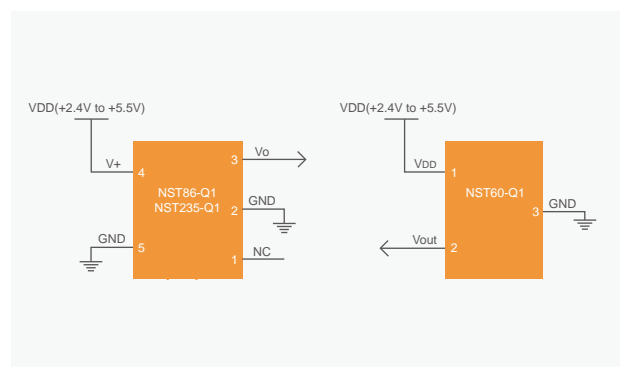 VDD(+2.4V to +5.5V)
V+
4
3
Vo
NST86-Q1
NST235-Q1
2
GND
GND
5
1
NC
VDD(+2.4V to +5.5V)
VDD
1
NST60-Q1
3
GND
Vout
2